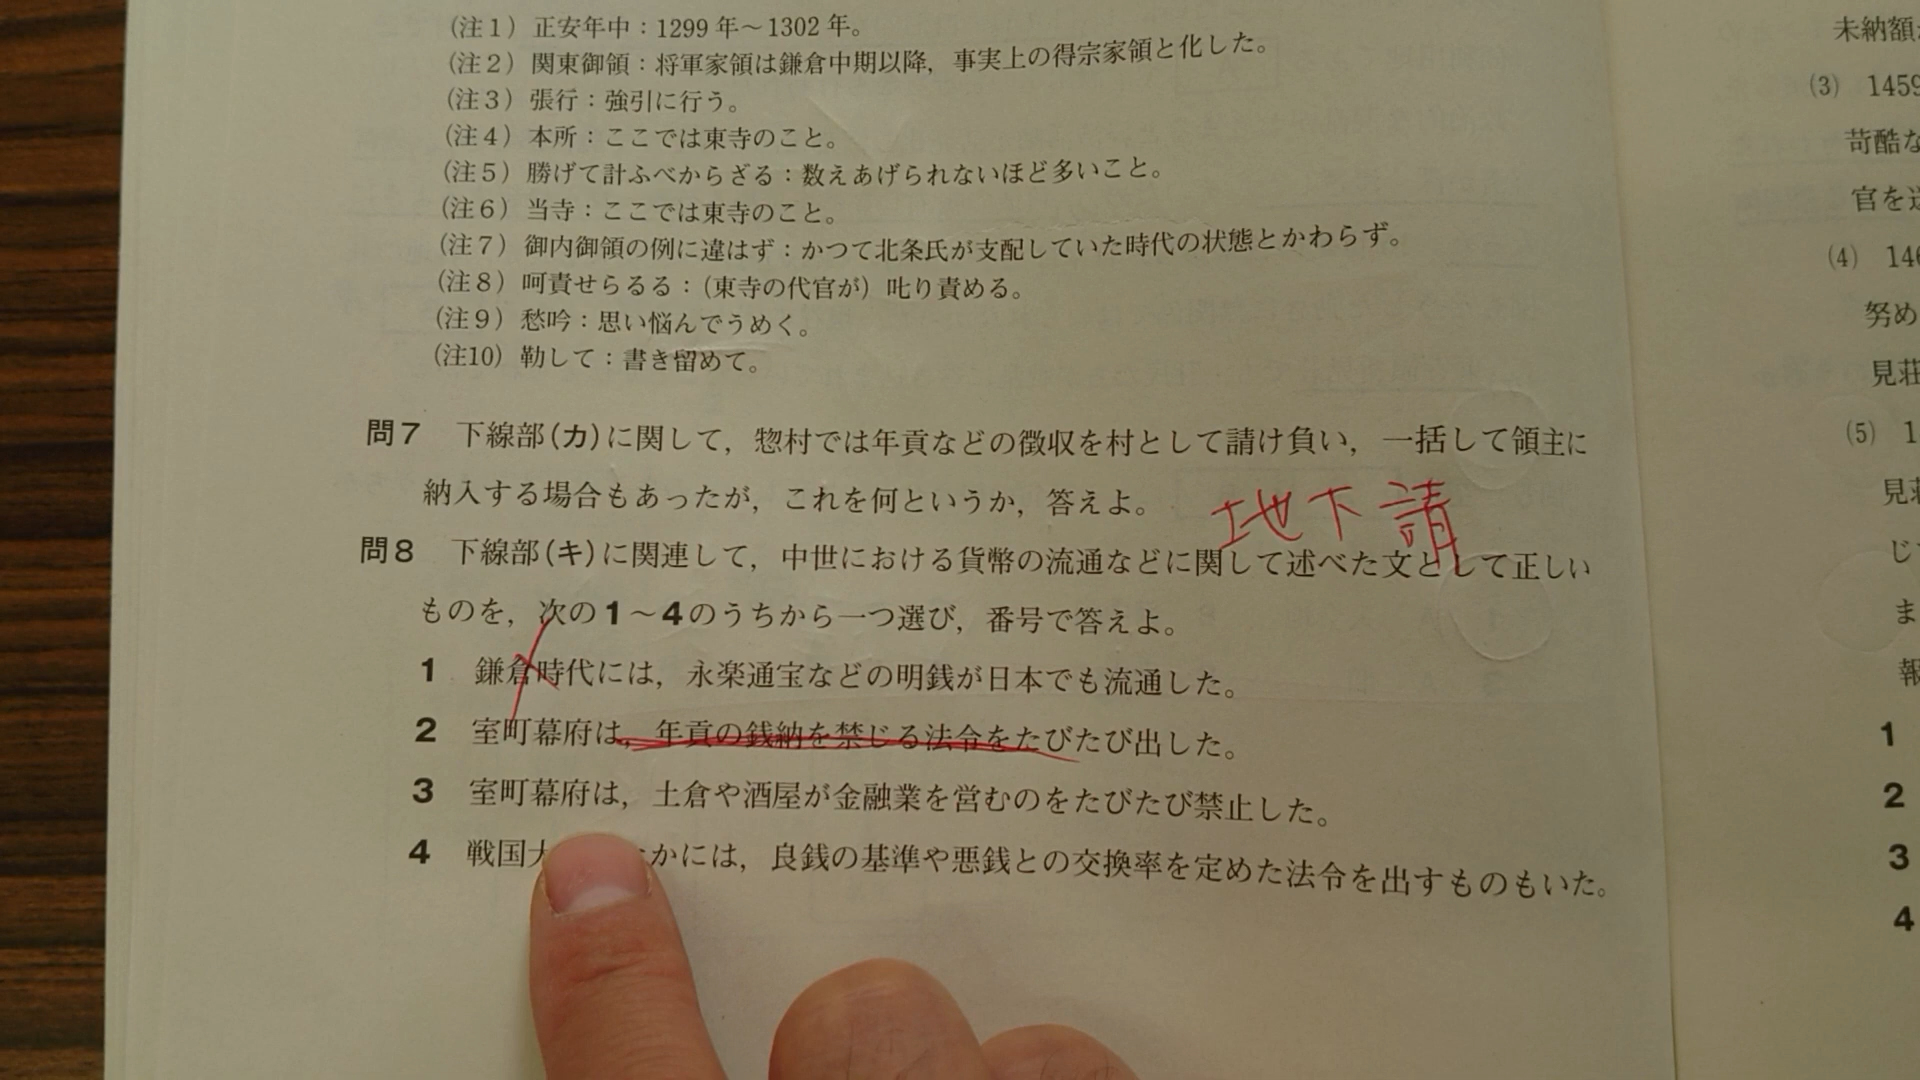 (注1) 正安年中：1299年～1302年。
(注2) 関東御領：将軍家領は鎌倉中期以降，事実上の得宗家領と化した。
(注3) 張行：強引に行う。
(注4) 本所：ここでは東寺のこと。
(注5) 勝げて計ふべからざる：数えあげられないほど多いこと。
(注6) 当寺：ここでは東寺のこと。
(注7) 御内御領の例に違はず：かつて北条氏が支配していた時代の状態とかわらず。
(注8) 呵責せらるる：(東寺の代官が) 叱り責める。
(注9) 愁吟：思い悩んでうめく。
(注10) 勒して：書き留めて。
問7 下線部(カ)に関して，惣村では年貢などの徴収を村として請け負い，一括して領主に
納入する場合もあったが，これを何というか，答えよ。
地下請
問8 下線部(キ)に関連して，中世における貨幣の流通などに関して述べた文として正しい
ものを，次の1～4のうちから一つ選び，番号で答えよ。
1 鎌倉時代には，永楽通宝などの明銭が日本でも流通した。
2 室町幕府は，年貢の銭納を禁じる法令をたびたび出した。
3 室町幕府は，土倉や酒屋が金融業を営むのをたびたび禁止した。
4 戦国大 かには，良銭の基準や悪銭との交換率を定めた法令を出すものもいた。
未納額
(3) 1459
苛酷な
官を
(4) 146
努め
見荘
(5) 1
見
じ
ま
報
1
2
3
4